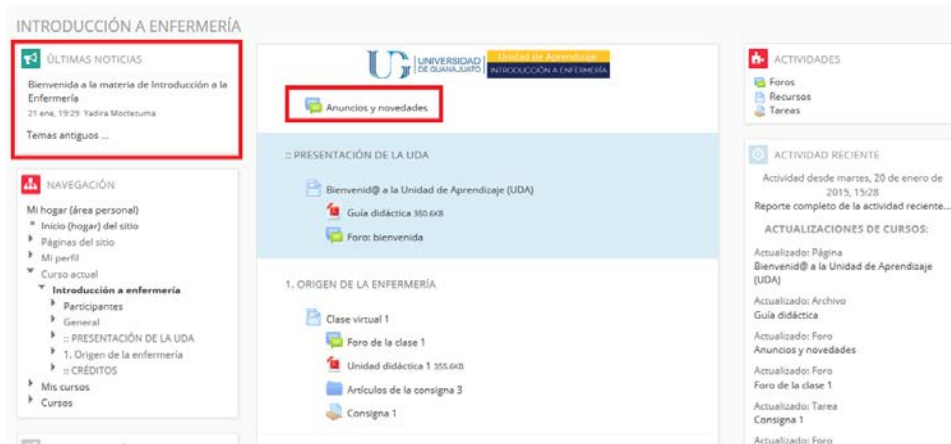 INTRODUCCIÓN A ENFERMERÍA
ÚLTIMAS NOTICIAS
Bienvenida a la materia de Introducción a la
Enfermería
21 ene, 19:29 Yadira Moctezuma
Temas antiguos ...
NAVEGACIÓN
Mi hogar (área personal)
Inicio (hogar) del sitio
Páginas del sitio
Mi perfil
Curso actual
Introducción a enfermería
Participantes
General
:: PRESENTACIÓN DE LA UDA
1. Origen de la enfermería
:: CRÉDITOS
Mis cursos
Cursos
UG UNIVERSIDAD
DE GUANAJUATO
Unidad de Aprendizaje
INTRODUCCIÓN A ENFERMERÍA
Anuncios y novedades
:: PRESENTACIÓN DE LA UDA
Bienvenid@ a la Unidad de Aprendizaje (UDA)
Guía didáctica 350.6KB
Foro: bienvenida
1. ORIGEN DE LA ENFERMERÍA
Clase virtual 1
Foro de la clase 1
Unidad didáctica 1 355.6KB
Artículos de la consigna 3
Consigna 1
ACTIVIDADES
Foros
Recursos
Tareas
ACTIVIDAD RECIENTE
Actividad desde martes, 20 de enero de
2015, 15:28
Reporte completo de la actividad reciente...
ACTUALIZACIONES DE CURSOS:
Actualizado: Página
Bienvenid@ a la Unidad de Aprendizaje
(UDA)
Actualizado: Archivo
Guía didáctica
Actualizado: Foro
Anuncios y novedades
Actualizado: Foro
Foro de la clase 1
Actualizado: Tarea
Consigna 1
Actualizado: Foro